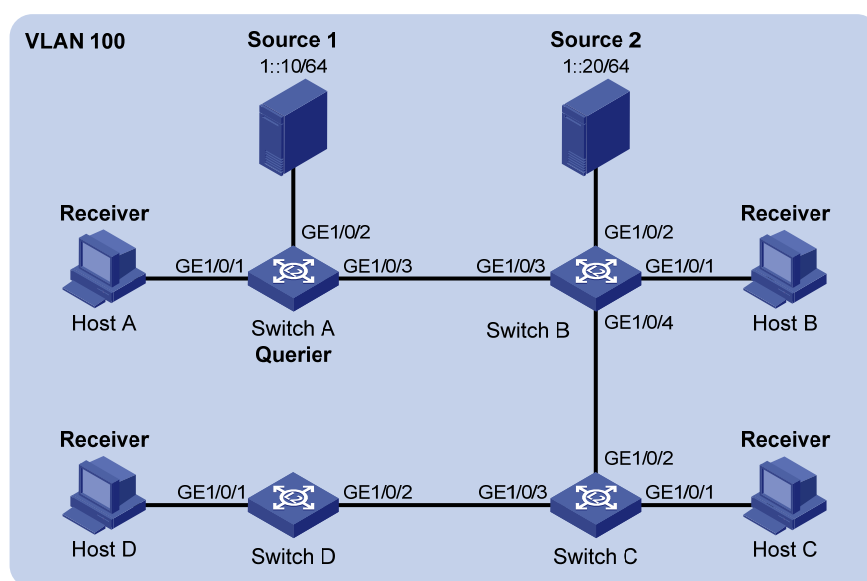 VLAN 100
Source 1
1::10/64
Source 2
1::20/64
Receiver
GE1/0/2
GE1/0/2
Receiver
GE1/0/1
GE1/0/3
GE1/0/3
GE1/0/1
Host A
Switch A
Querier
Switch B
GE1/0/4
Host B
Receiver
GE1/0/2
Receiver
GE1/0/1
GE1/0/2
GE1/0/3
GE1/0/1
Host D
Switch D
Switch C
Host C